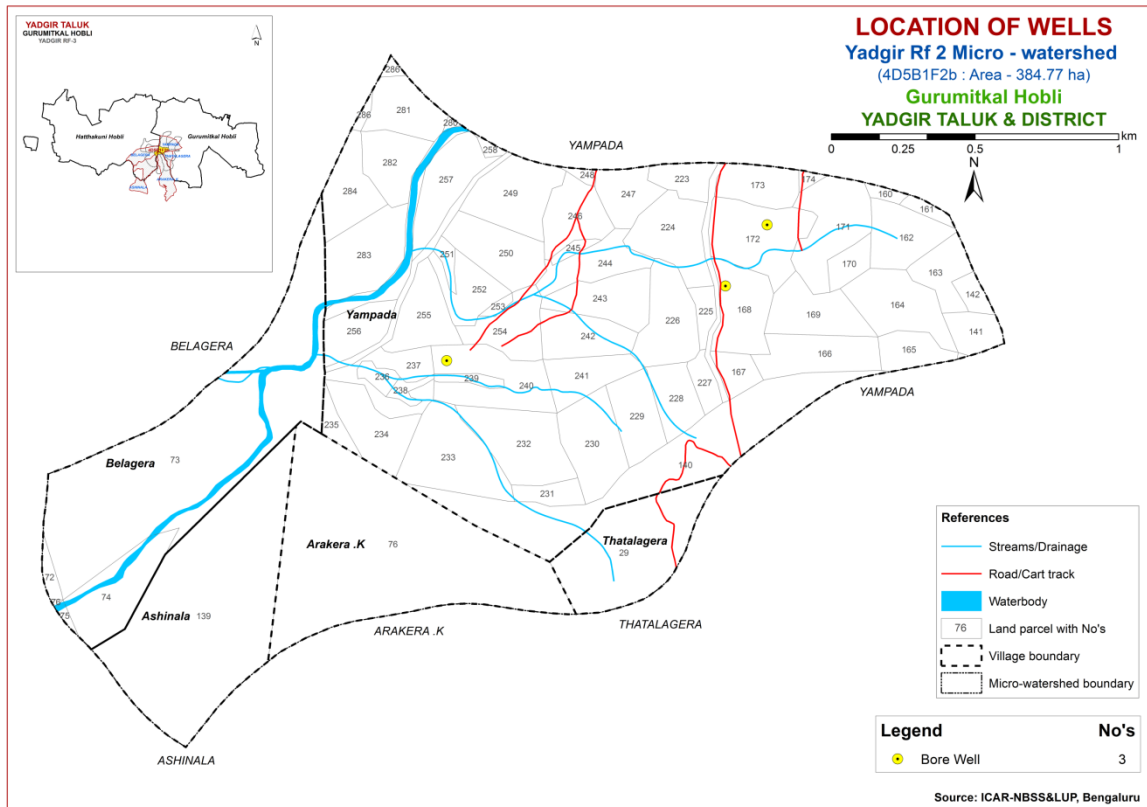 YADGIR TALUK
GURUMITKAL HOBLI
YADGIR RF-3
N
Hatthakuni Hobli
Gurumitkal Hobli
LOCATION OF WELLS
Yadgir Rf 2 Micro - watershed
(4D5B1F2b : Area - 384.77 ha)
Gurumitkal Hobli
YADGIR TALUK & DISTRICT
km
0 0.25 0.5 1
N
286
281
286
280
YAMPADA
258
282
257
248
223
173
174
284
249
247
160
161
246
224
172
171
162
283
251
250
245
244
170
163
252
142
253
243
164
Yampada
255
225
168
169
256
254
242
226
141
BELAGERA
166
165
237
236
239
240
241
227
167
238
228
YAMPADA
229
235
234
232
230
Belagera
73
233
140
231
Arakera .K
76
Thatalagera
29
72
76
75
74
Ashinala
139
ARAKERA .K
THATALAGERA
ASHINALA
References
Streams/Drainage
Road/Cart track
Waterbody
76 Land parcel with No's
Village boundary
Micro-watershed boundary
Legend No's
Bore Well 3
Source: ICAR-NBSS&LUP, Bengaluru